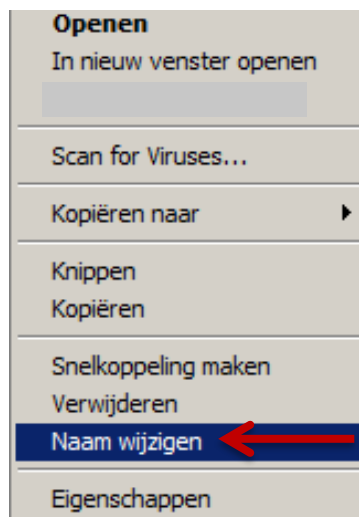 Openen
In nieuw venster openen
Scan for Viruses...
Kopiëren naar
Knippen
Kopiëren
Snelkoppeling maken
Verwijderen
Naam wijzigen
Eigenschappen